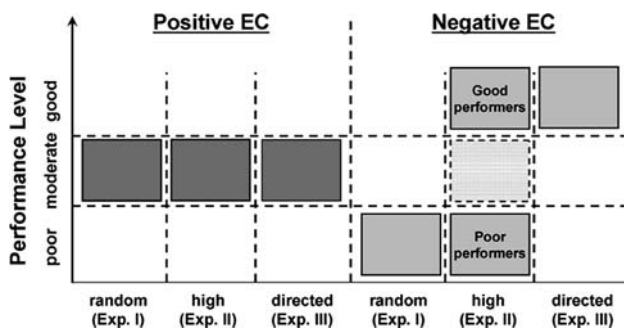 Positive EC
Negative EC
Performance Level
good
moderate
poor
Good
performers
Poor
performers
random
(Exp. I)
high
(Exp. II)
directed
(Exp. III)
random
(Exp. I)
high
(Exp. II)
directed
(Exp. III)